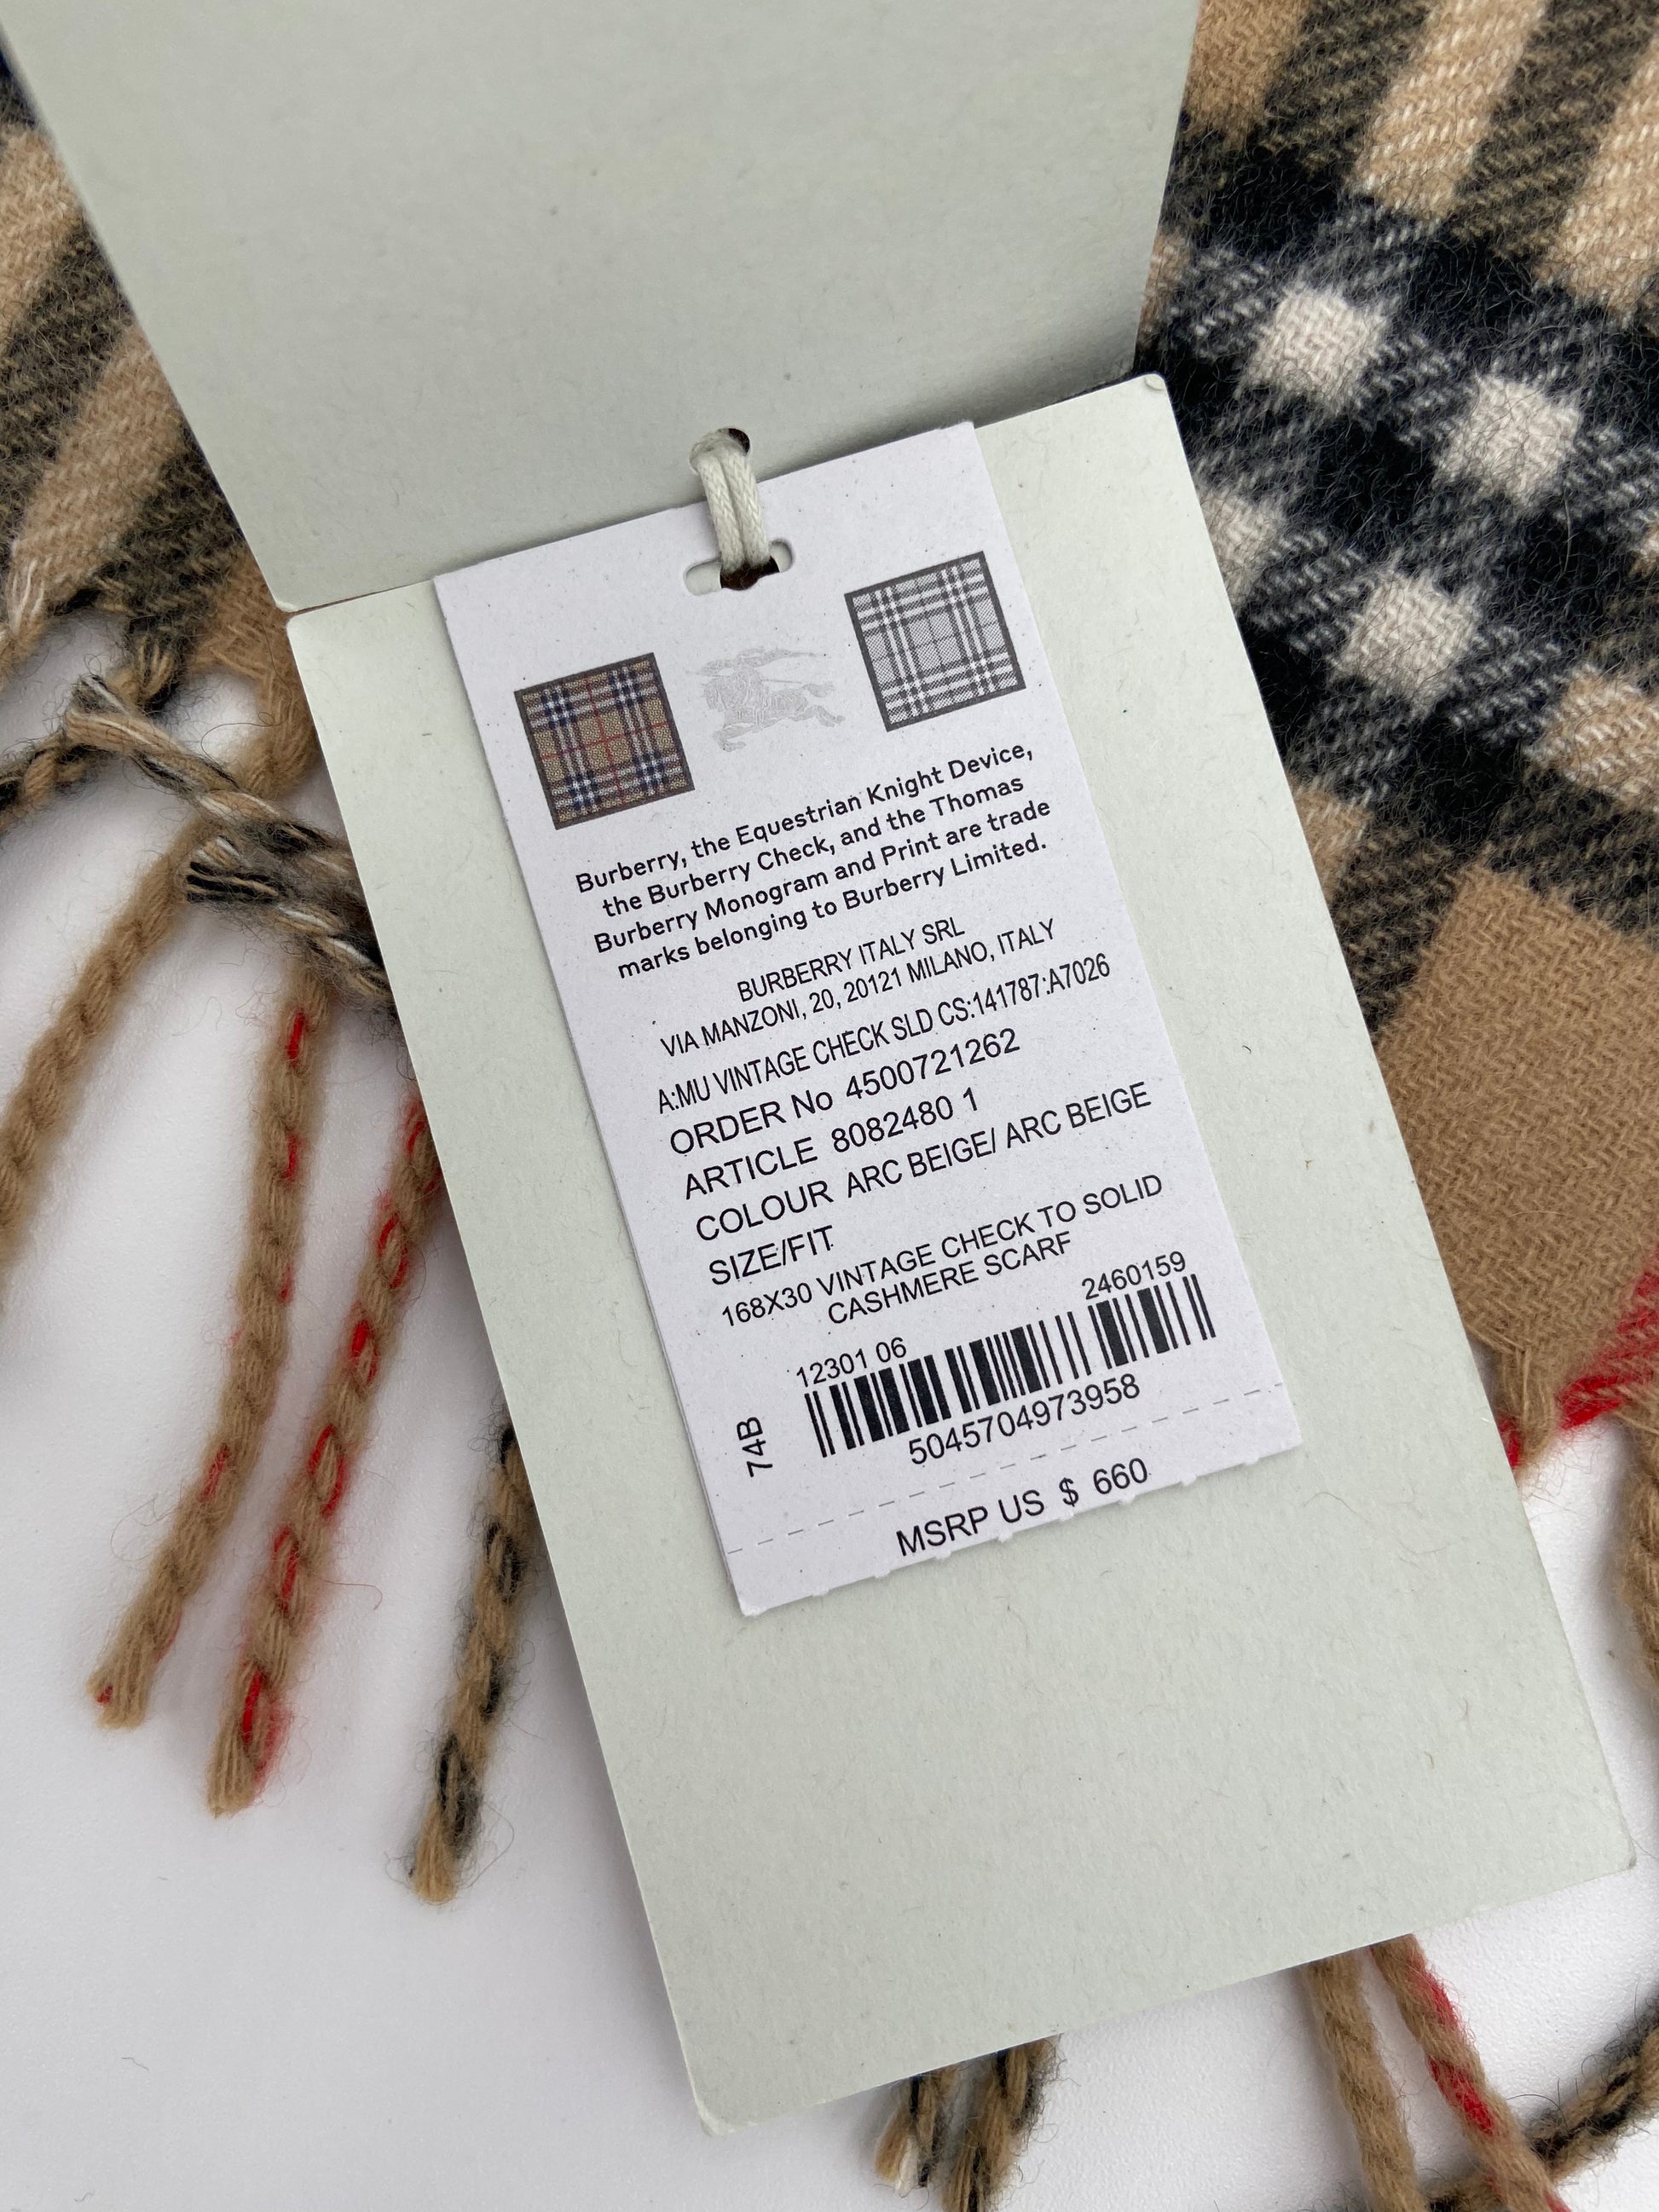 Burberry, the Equestrian Knight Device,
the Burberry Check, and the Thomas
Burberry Monogram and Print are trade
marks belonging to Burberry Limited.
BURBERRY ITALY SRL
VIA MANZONI, 20, 20121 MILANO, ITALY
A:MU VINTAGE CHECK SLD CS:141787:A7026
ORDER No 4500721262
ARTICLE 8082480 1
COLOUR ARC BEIGE/ ARC BEIGE
SIZE/FIT
168X30 VINTAGE CHECK TO SOLID
CASHMERE SCARF
12301 06 2460159
74B
5045704973958
MSRP US $ 660